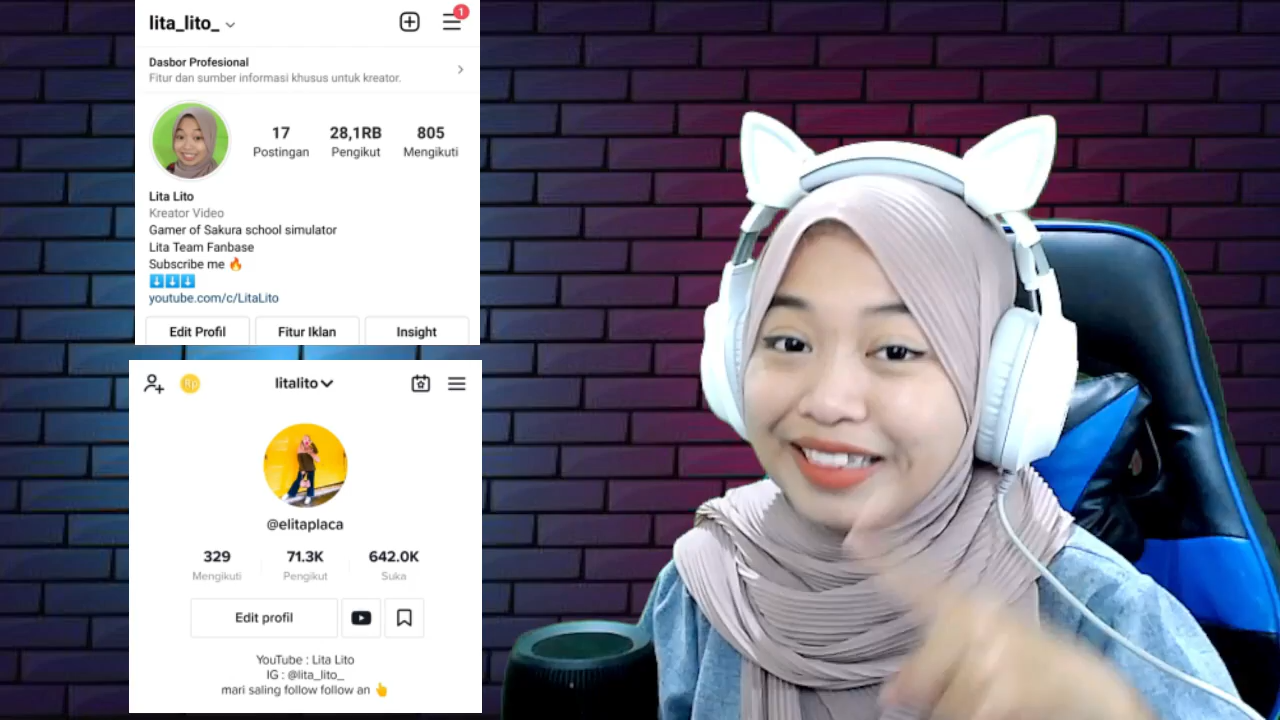 lita_lito_
1
Dasbor Profesional
Fitur dan sumber informasi khusus untuk kreator.
17 28,1RB 805
Postingan Pengikut Mengikuti
Lita Lito
Kreator Video
Gamer of Sakura school simulator
Lita Team Fanbase
Subscribe me 🔥
⬇️⬇️⬇️
youtube.com/c/LitaLito
Edit Profil Fitur Iklan Insight
Rp litalito
@elitaplaca
329 71.3K 642.0K
Mengikuti Pengikut Suka
Edit profil
YouTube : Lita Lito
IG : @lita_lito_
mari saling follow follow an 👆